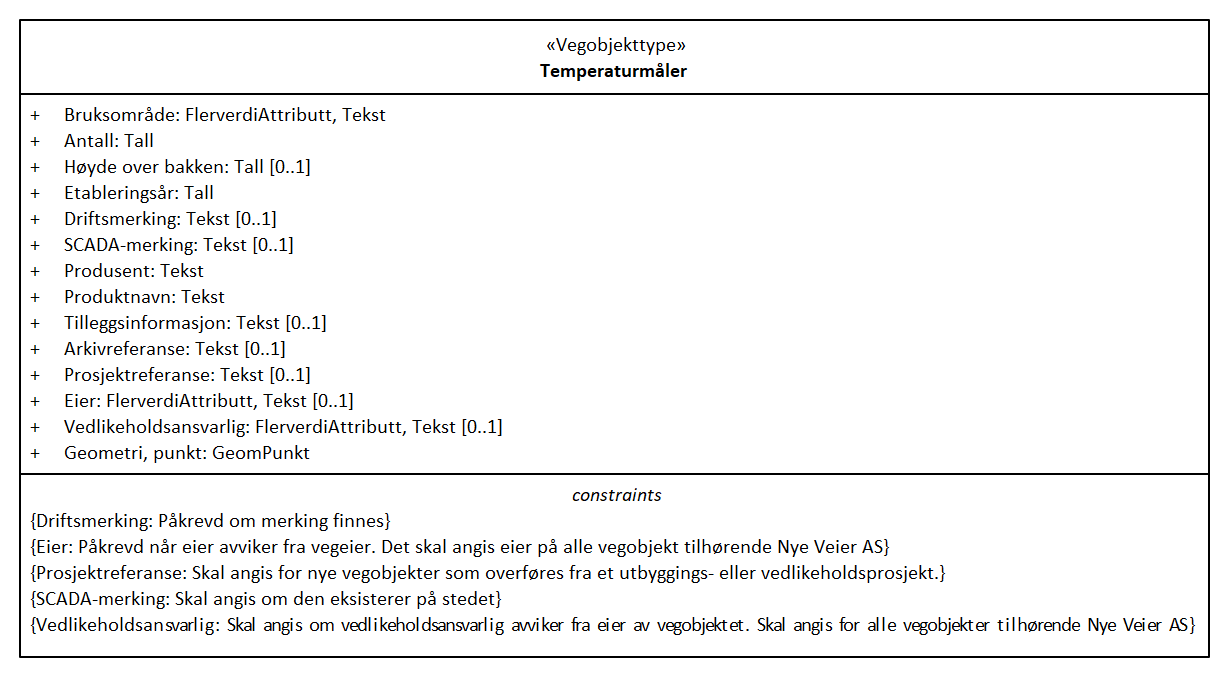 «Vegobjekttype»
Temperaturmåler
+ Bruksområde: FlerverdiAttributt, Tekst
+ Antall: Tall
+ Høyde over bakken: Tall [0..1]
+ Etableringsår: Tall
+ Driftsmerking: Tekst [0..1]
+ SCADA-merking: Tekst [0..1]
+ Produsent: Tekst
+ Produktnavn: Tekst
+ Tilleggsinformasjon: Tekst [0..1]
+ Arkivreferanse: Tekst [0..1]
+ Prosjektreferanse: Tekst [0..1]
+ Eier: FlerverdiAttributt, Tekst [0..1]
+ Vedlikeholdsansvarlig: FlerverdiAttributt, Tekst [0..1]
+ Geometri, punkt: GeomPunkt
constraints
{Driftsmerking: Påkrevd om merking finnes}
{Eier: Påkrevd når eier avviker fra vegeier. Det skal angis eier på alle vegobjekt tilhørende Nye Veier AS}
{Prosjektreferanse: Skal angis for nye vegobjekter som overføres fra et utbyggings- eller vedlikeholdsprosjekt.}
{SCADA-merking: Skal angis om den eksisterer på stedet}
{Vedlikeholdsansvarlig: Skal angis om vedlikeholdsansvarlig avviker fra eier av vegobjektet. Skal angis for alle vegobjekter tilhørende Nye Veier AS}